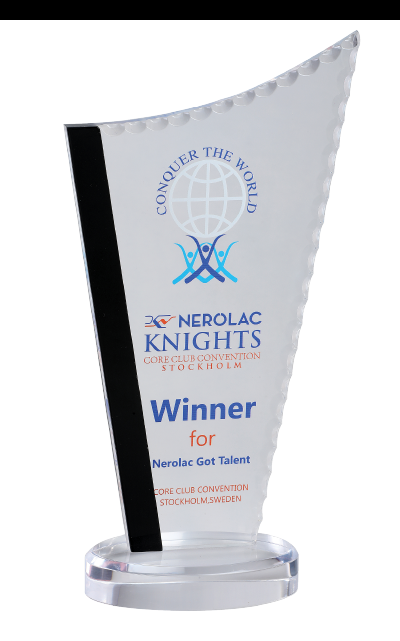 CONQUER THE WORLD
NEROLAC
KNIGHTS
CORE CLUB CONVENTION
STOCKHOLM
Winner
for
Nerolac Got Talent
CORE CLUB CONVENTION
STOCKHOLM,SWEDEN